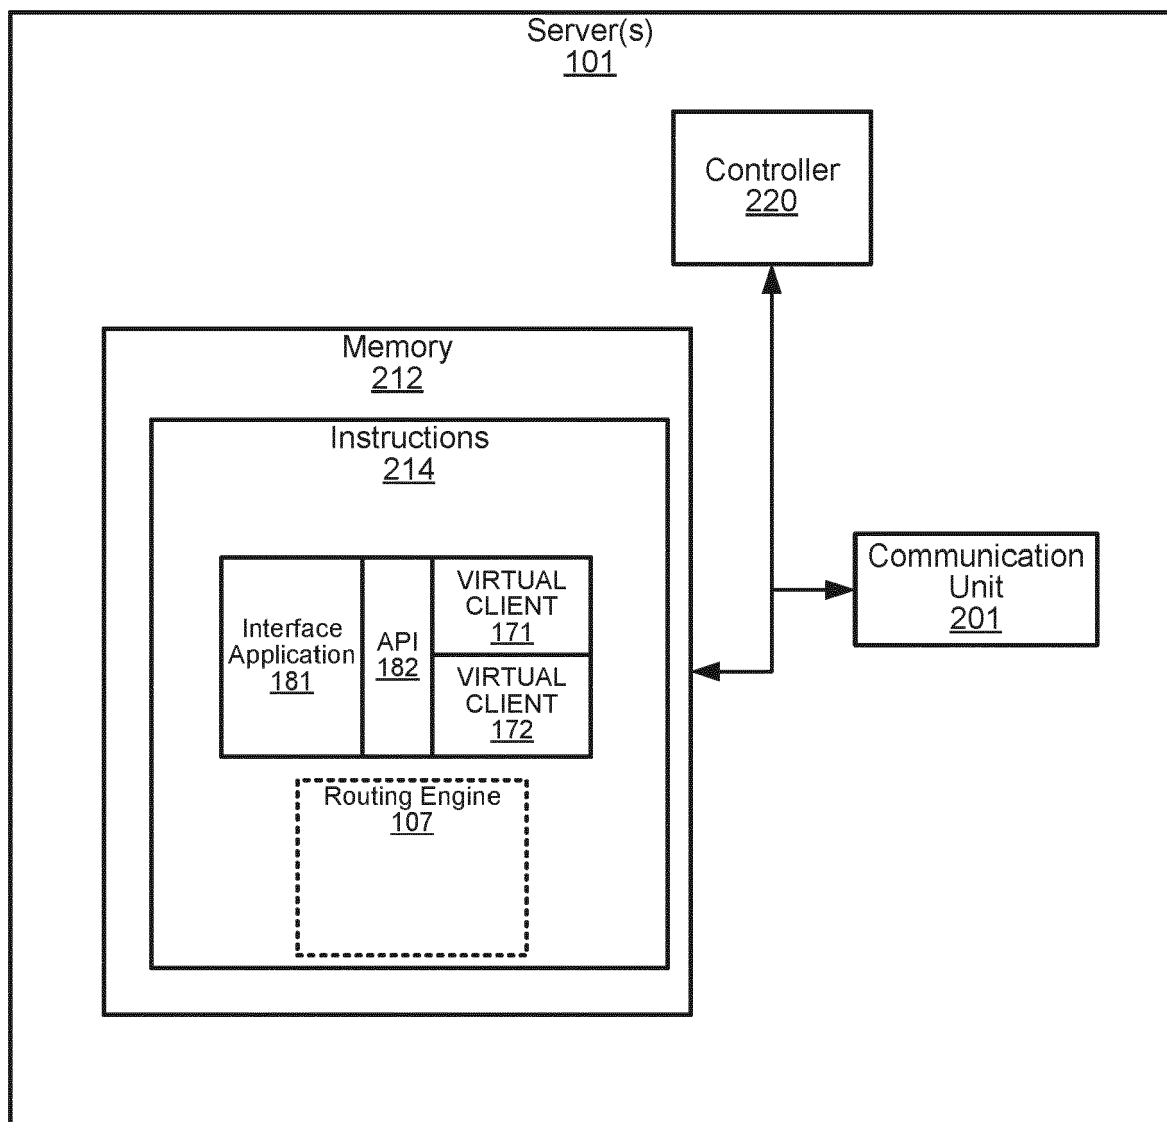 Server(s)
101
Controller
220
Memory
212
Instructions
214
Communication
Unit
201
Interface
Application
181
API
182
VIRTUAL
CLIENT
171
VIRTUAL
CLIENT
172
Routing Engine
107